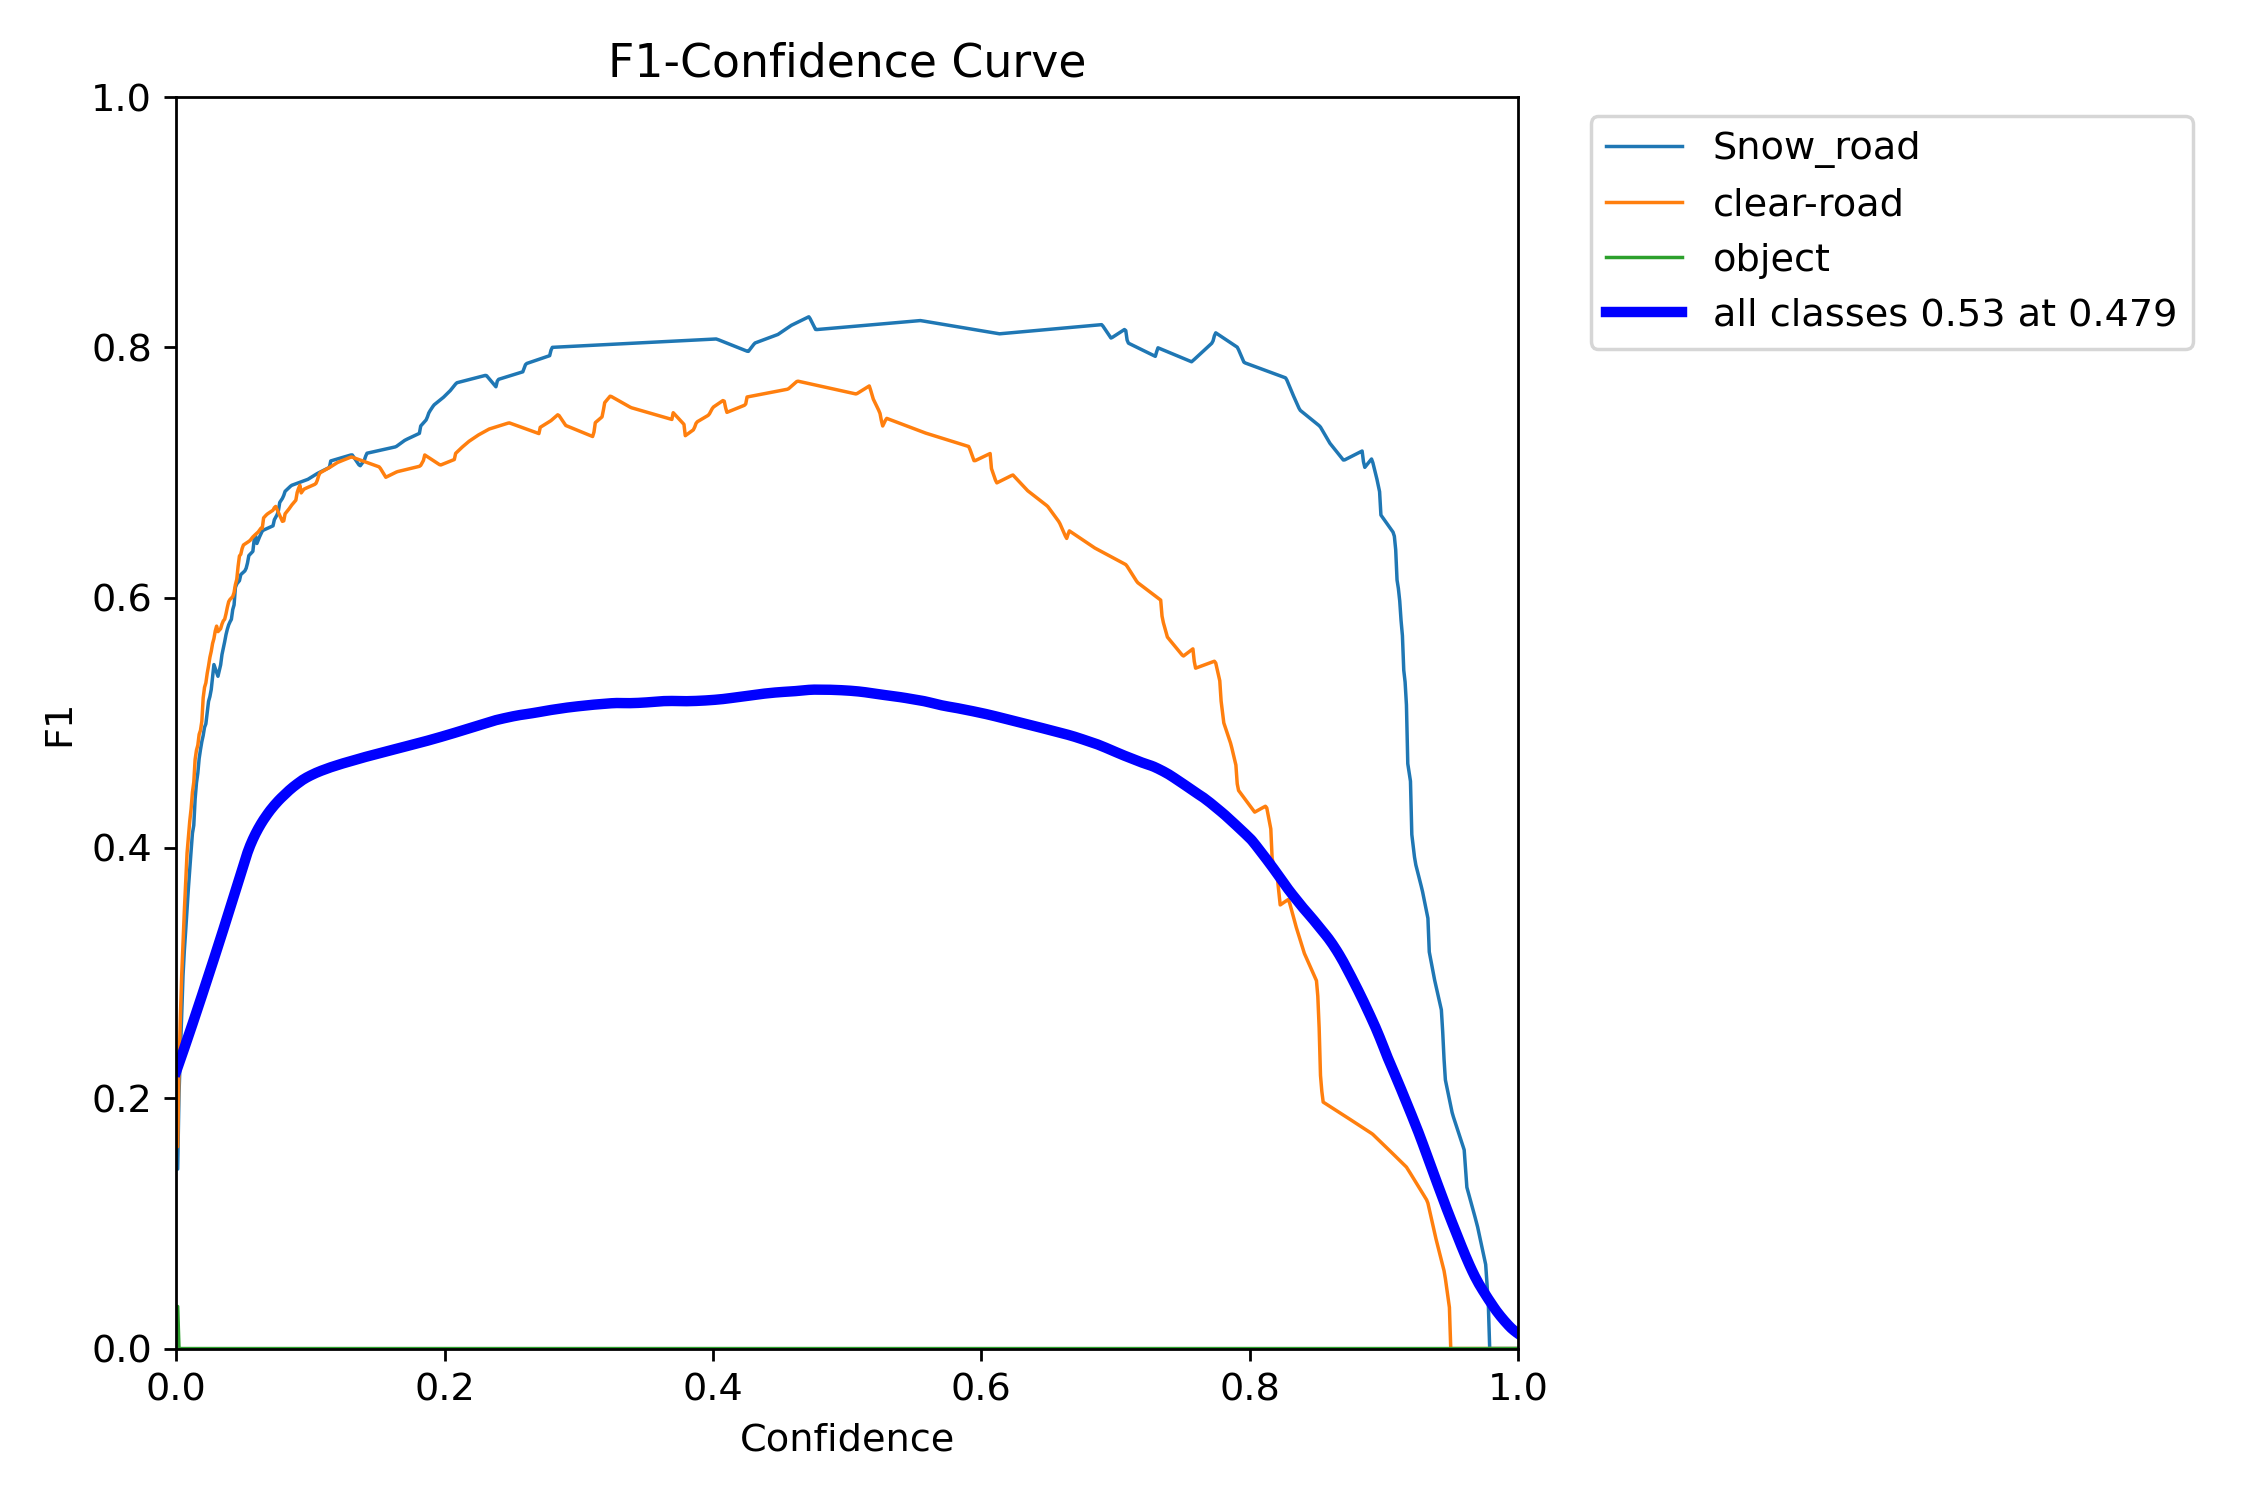 F1-Confidence Curve
1.0
0.8
0.6
0.4
0.2
0.0
F1
0.0 0.2 0.4 0.6 0.8 1.0
Confidence
Snow_road
clear-road
object
all classes 0.53 at 0.479